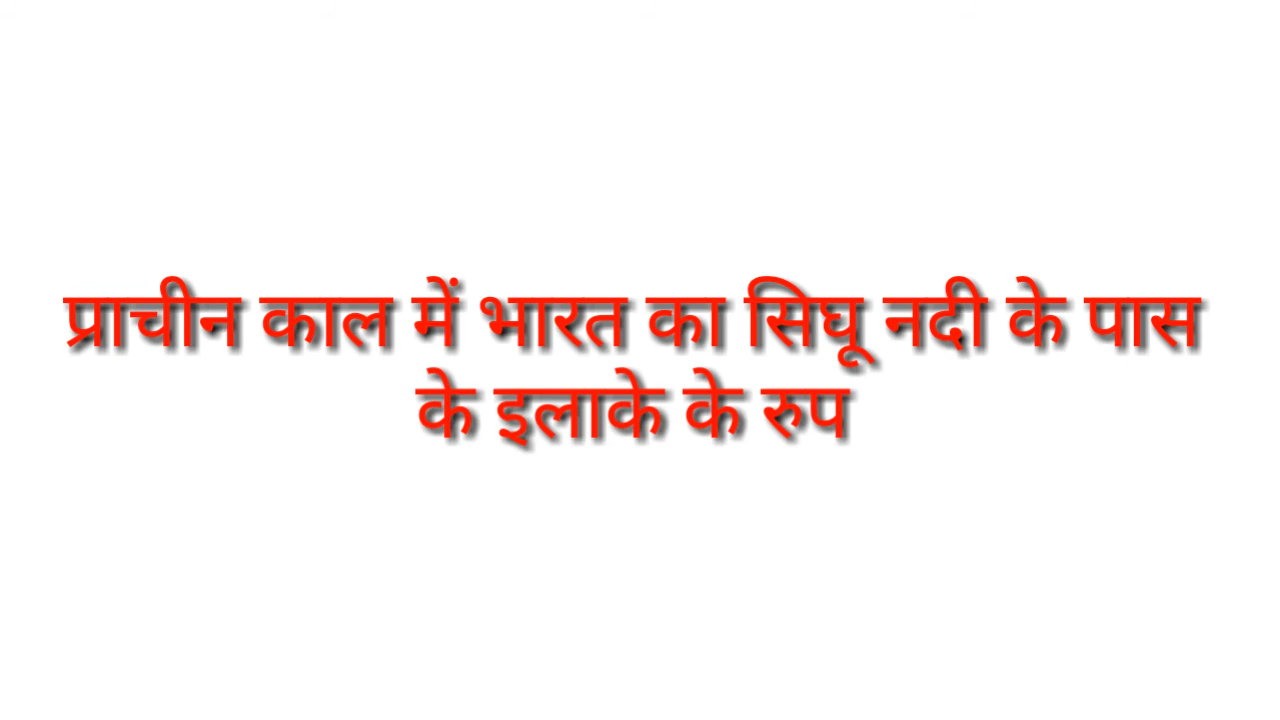 प्राचीन काल में भारत का सिघू नदी के पास
के इलाके के रुप